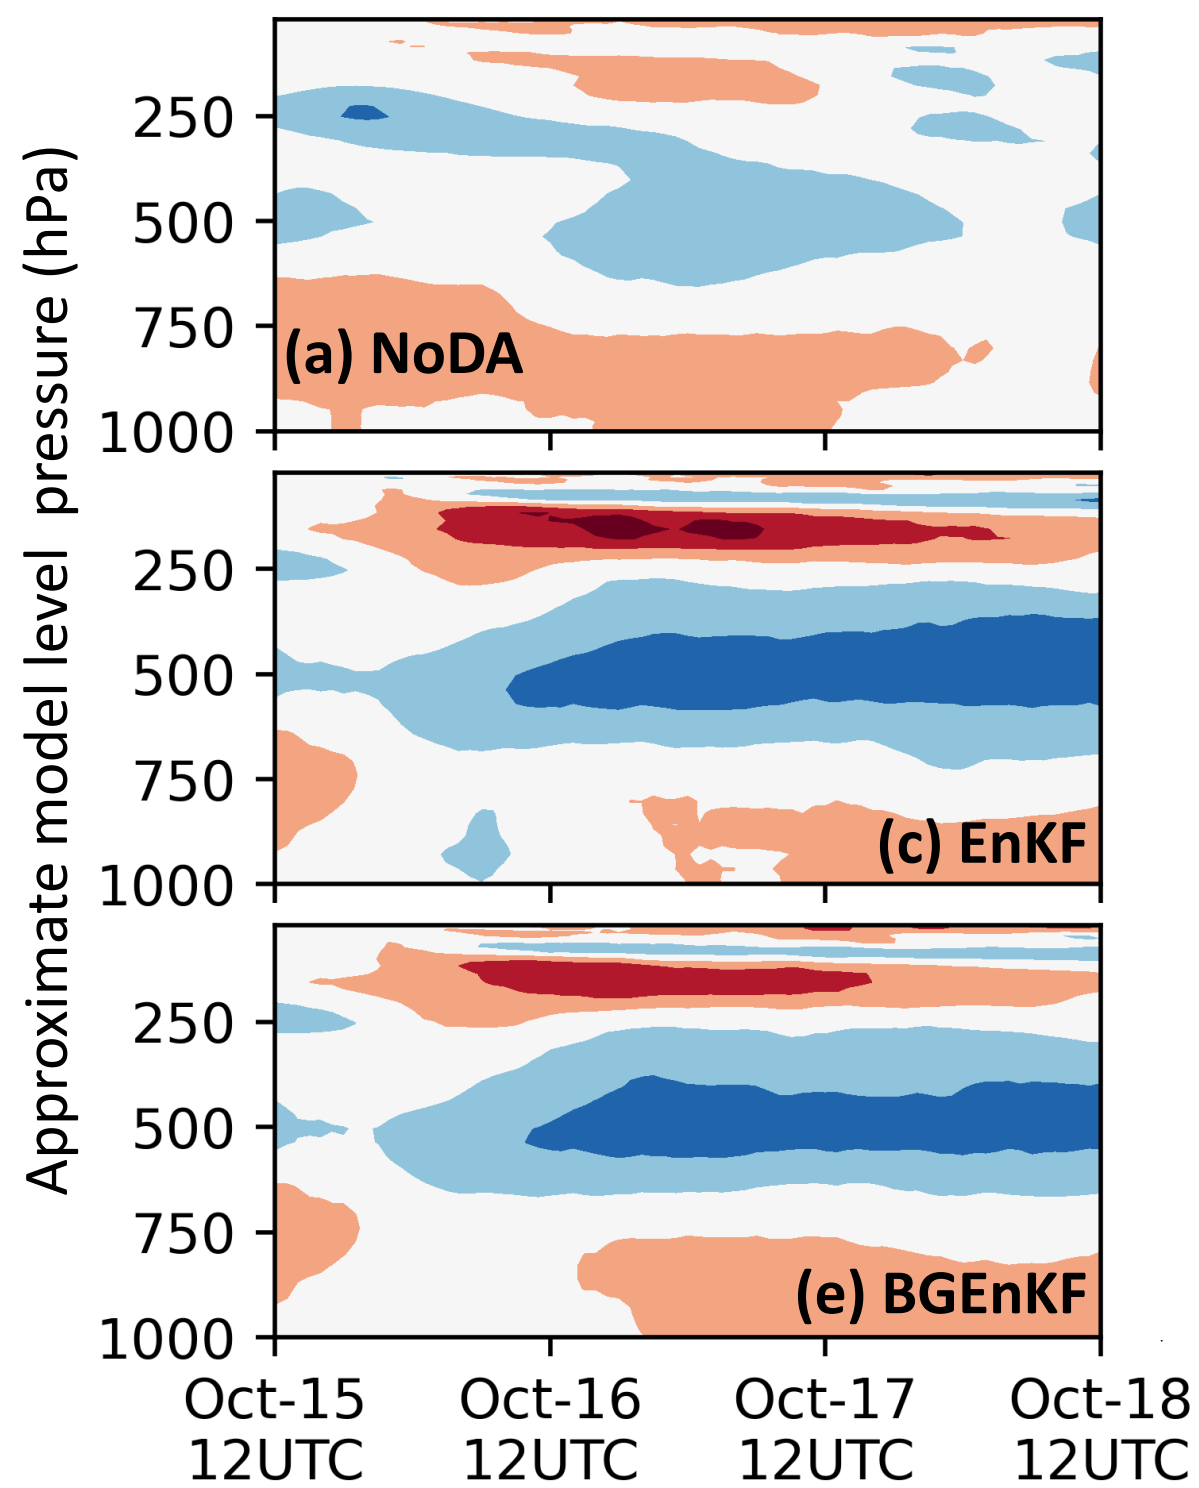 Approximate model level pressure (hPa)
250
500
750
1000
(a) NoDA
250
500
750
1000
(c) EnKF
250
500
750
1000
(e) BGEnKF
Oct-15 Oct-16 Oct-17 Oct-18
12UTC 12UTC 12UTC 12UTC